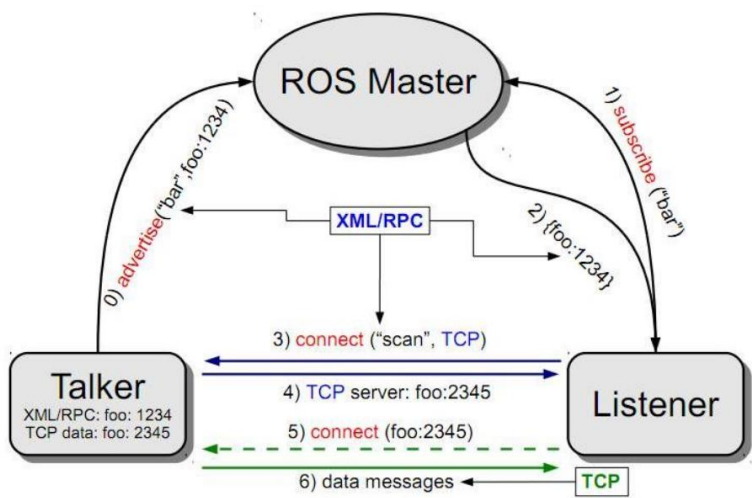 ROS Master
0) advertise("bar",foo:1234)
1) subscribe ("bar")
XML/RPC
2) {foo:1234}
3) connect ("scan", TCP)
Talker
XML/RPC: foo: 1234
TCP data: foo: 2345
4) TCP server: foo:2345
Listener
5) connect (foo:2345)
6) data messages
TCP